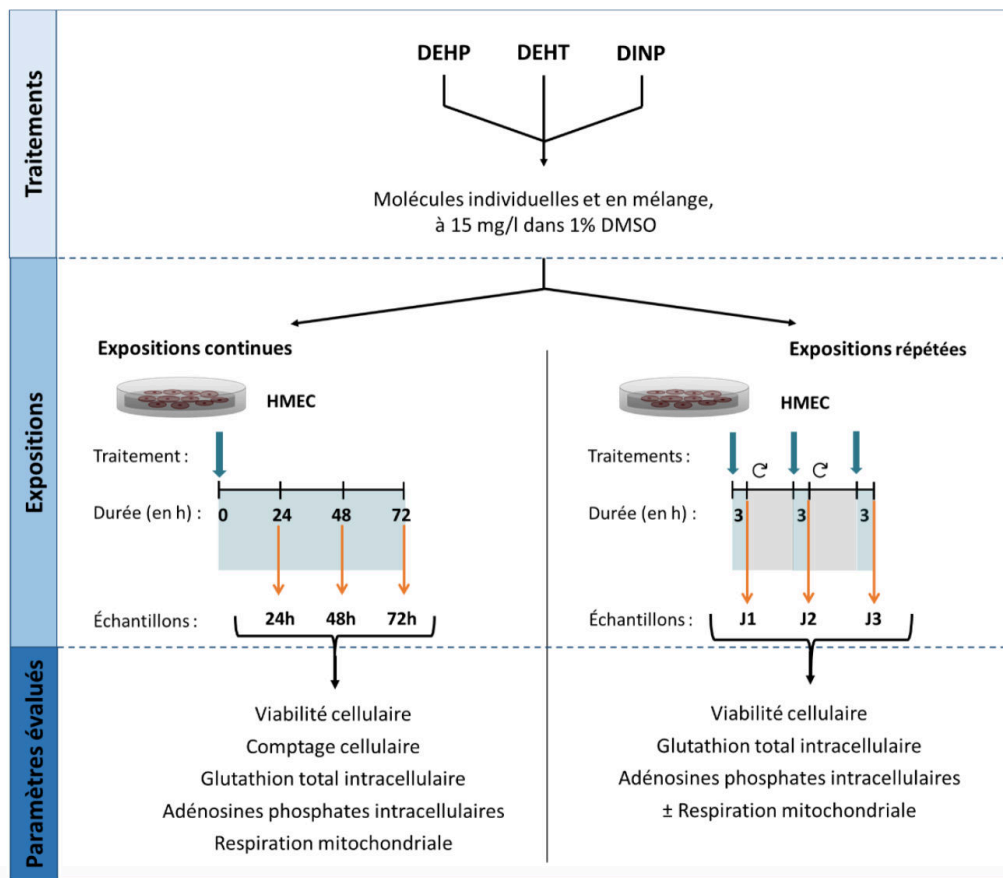 Traitements
DEHP DEHT DINP
Molécules individuelles et en mélange,
à 15 mg/l dans 1% DMSO
Expositions
Expositions continues
HMEC
Traitement :
Durée (en h) : 0 24 48 72
Échantillons : 24h 48h 72h
Expositions répétées
HMEC
Traitements :
Durée (en h) : 3 3 3
Échantillons : J1 J2 J3
Paramètres évalués
Viabilité cellulaire
Comptage cellulaire
Glutathion total intracellulaire
Adénosines phosphates intracellulaires
Respiration mitochondriale
Viabilité cellulaire
Glutathion total intracellulaire
Adénosines phosphates intracellulaires
± Respiration mitochondriale